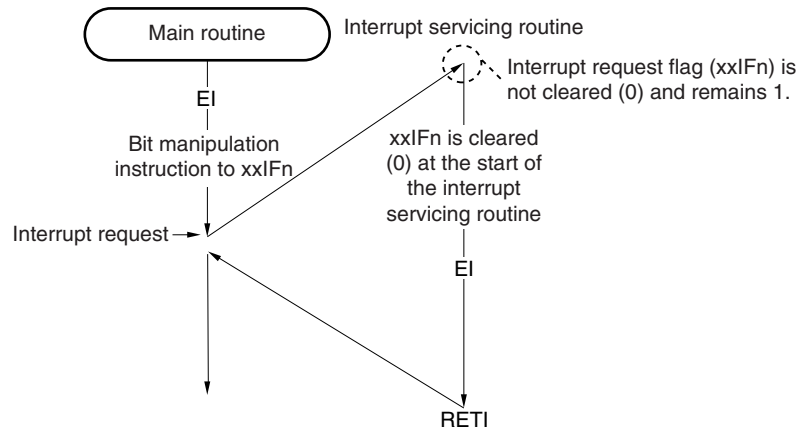 Main routine
Interrupt servicing routine
Interrupt request flag (xxIFn) is
not cleared (0) and remains 1.
EI
Bit manipulation
instruction to xxIFn
xxIFn is cleared
(0) at the start of
the interrupt
servicing routine
Interrupt request
EI
RETI